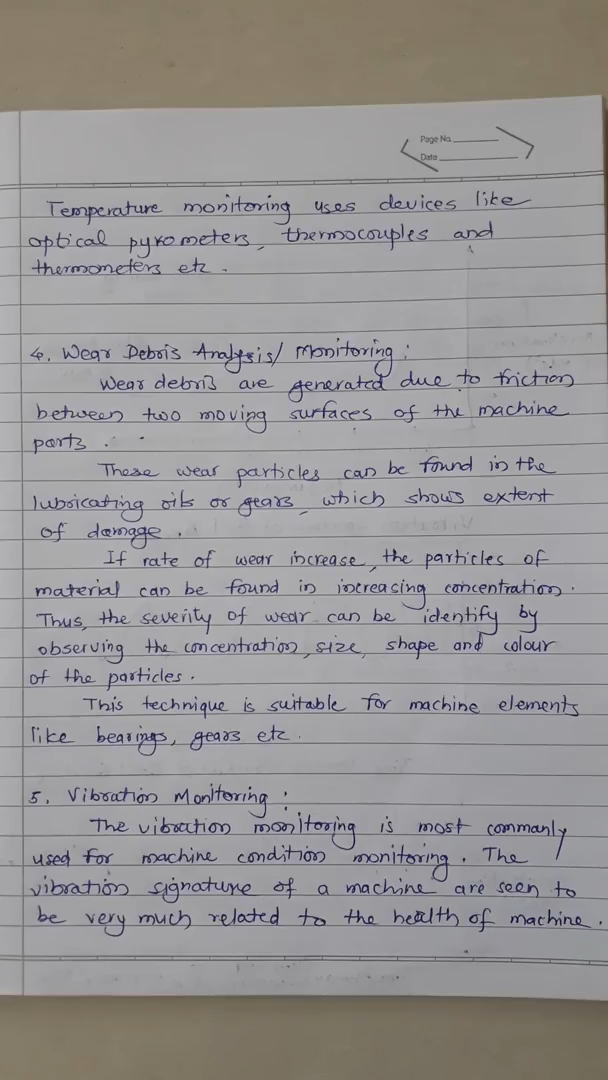 Page No.
Date
Temperature monitoring uses devices like
optical pyrometers, thermocouples and
thermometers etc.
4. Wear Debris Analysis/ Monitoring:
Wear debris are generated due to friction
between two moving surfaces of the machine
parts.
These wear particles can be found in the
lubricating oils or gears, which shows extent
of damage.
If rate of wear increase, the particles of
material can be found in increasing concentration.
Thus, the severity of wear can be identify by
observing the concentration, size, shape and colour
of the particles.
This technique is suitable for machine elements
like bearings, gears etc.
5. Vibration Monitoring:
The vibration monitoring is most commanly
used for machine condition monitoring. The
vibration signature of a machine are seen to
be very much related to the health of machine.